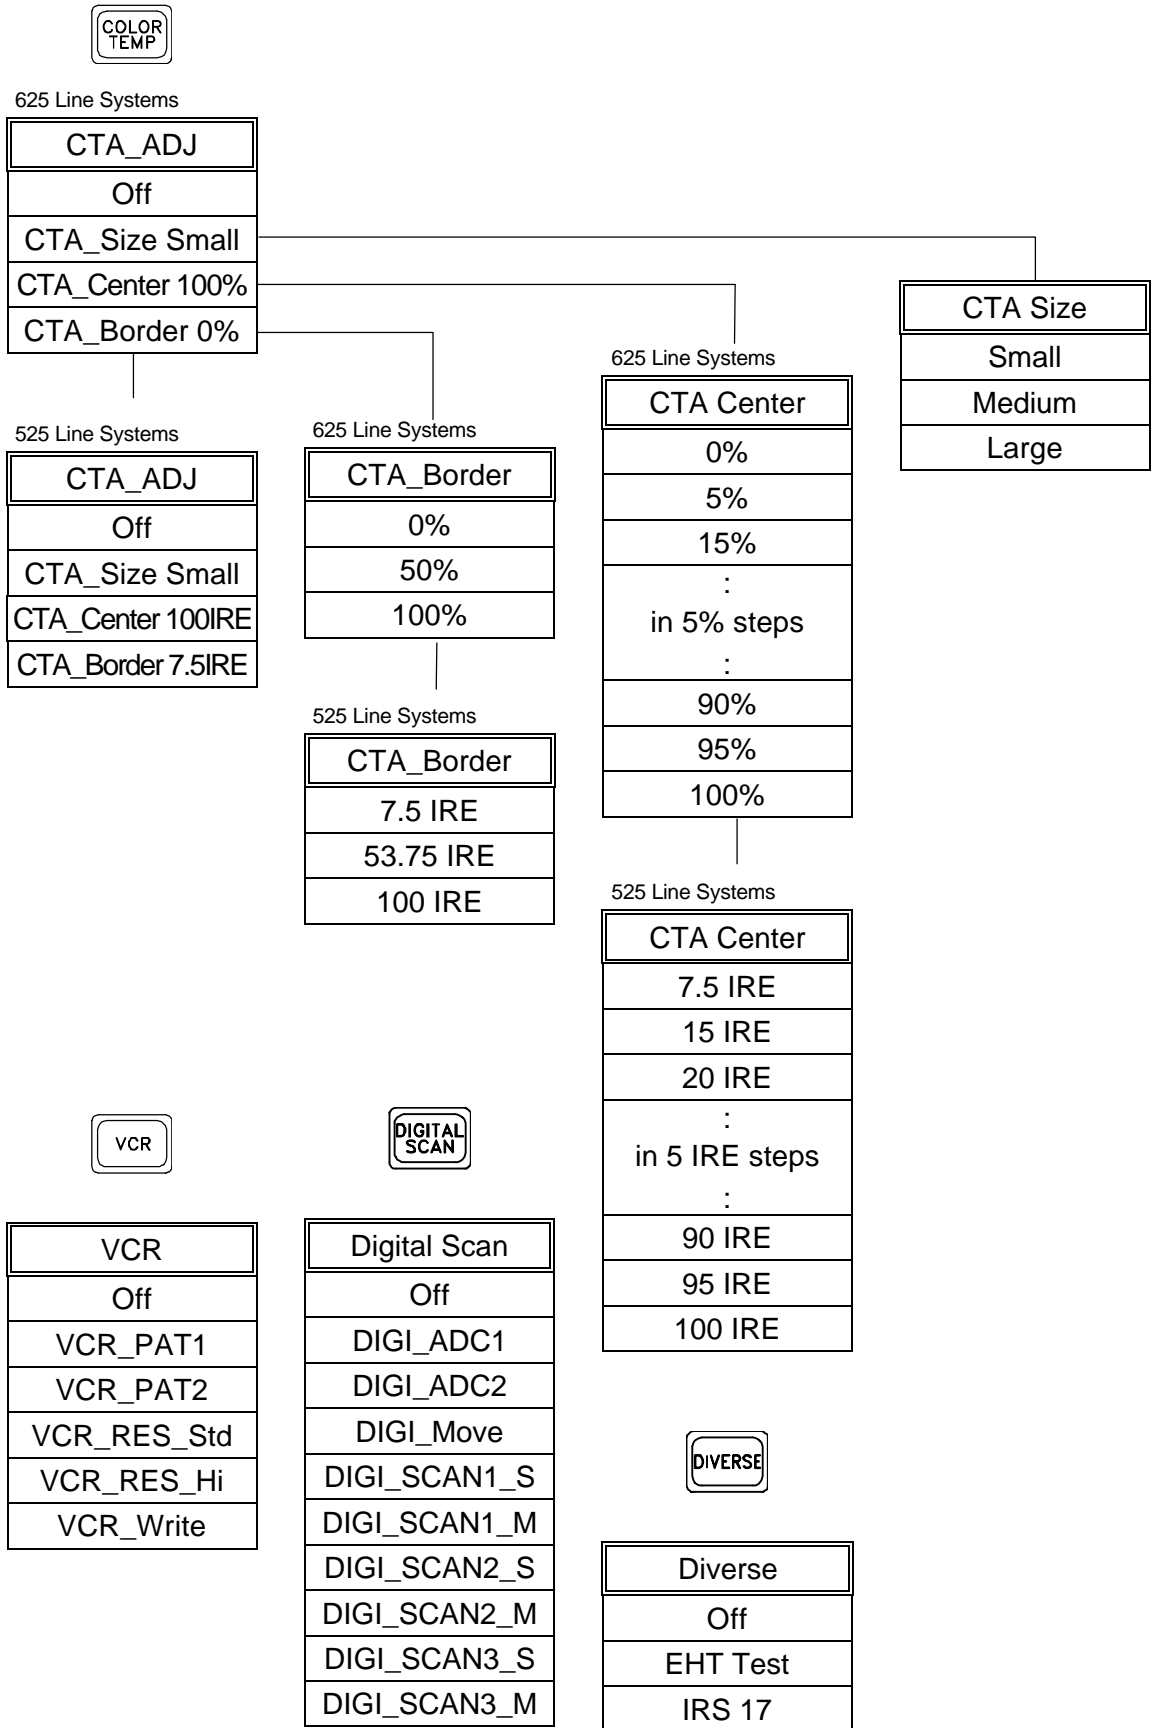 COLOR
TEMP
625 Line Systems
CTA_ADJ
Off
CTA_Size Small
CTA_Center 100%
CTA_Border 0%
525 Line Systems
CTA_ADJ
Off
CTA_Size Small
CTA_Center 100IRE
CTA_Border 7.5IRE
625 Line Systems
CTA_Border
0%
50%
100%
525 Line Systems
CTA_Border
7.5 IRE
53.75 IRE
100 IRE
625 Line Systems
CTA Center
0%
5%
15%
:
in 5% steps
:
90%
95%
100%
525 Line Systems
CTA Center
7.5 IRE
15 IRE
20 IRE
:
in 5 IRE steps
:
90 IRE
95 IRE
100 IRE
CTA Size
Small
Medium
Large
VCR
VCR
Off
VCR_PAT1
VCR_PAT2
VCR_RES_Std
VCR_RES_Hi
VCR_Write
DIGITAL
SCAN
Digital Scan
Off
DIGI_ADC1
DIGI_ADC2
DIGI_Move
DIGI_SCAN1_S
DIGI_SCAN1_M
DIGI_SCAN2_S
DIGI_SCAN2_M
DIGI_SCAN3_S
DIGI_SCAN3_M
DIVERSE
Diverse
Off
EHT Test
IRS 17